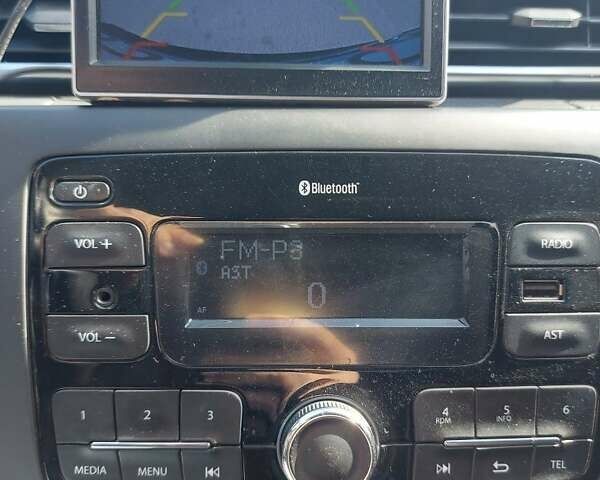 Bluetooth
VOL +
RADIO
FM-P3
AST
0
AF
VOL −
AST
1 2 3
4 RDM
5 INFO
6
MEDIA MENU TEL